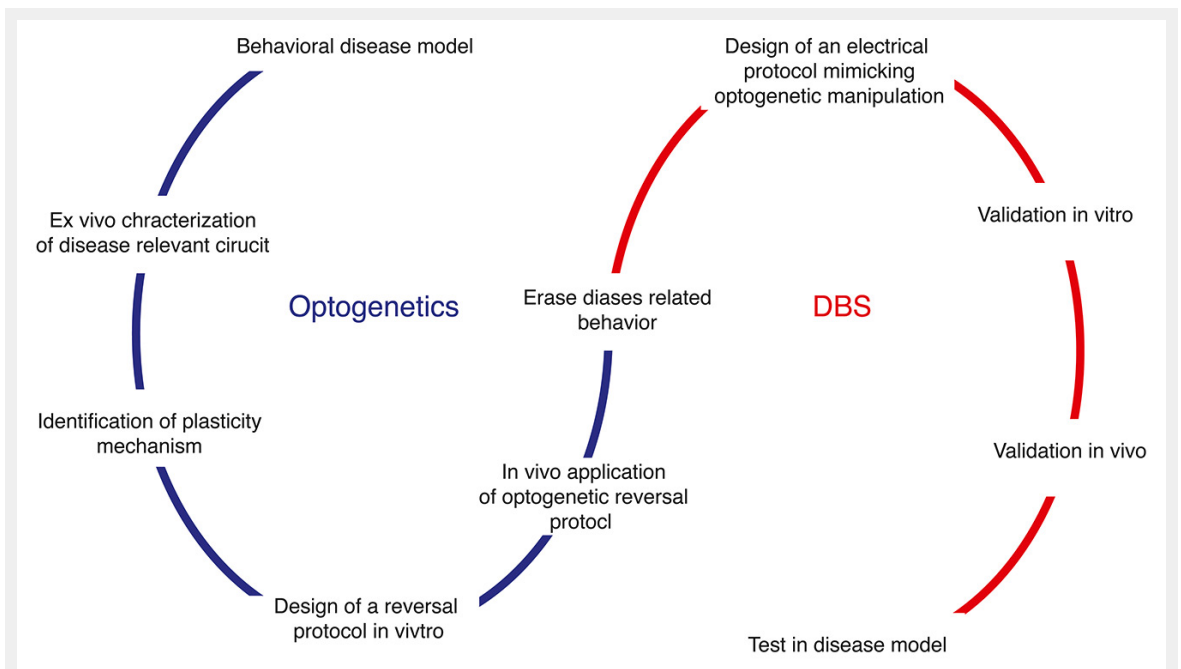 Behavioral disease model
Ex vivo chracterization
of disease relevant cirucit
Optogenetics
Identification of plasticity
mechanism
Design of a reversal
protocol in vivtro
In vivo application
of optogenetic reversal
protocl
Erase diases related
behavior
Design of an electrical
protocol mimicking
optogenetic manipulation
DBS
Validation in vitro
Validation in vivo
Test in disease model